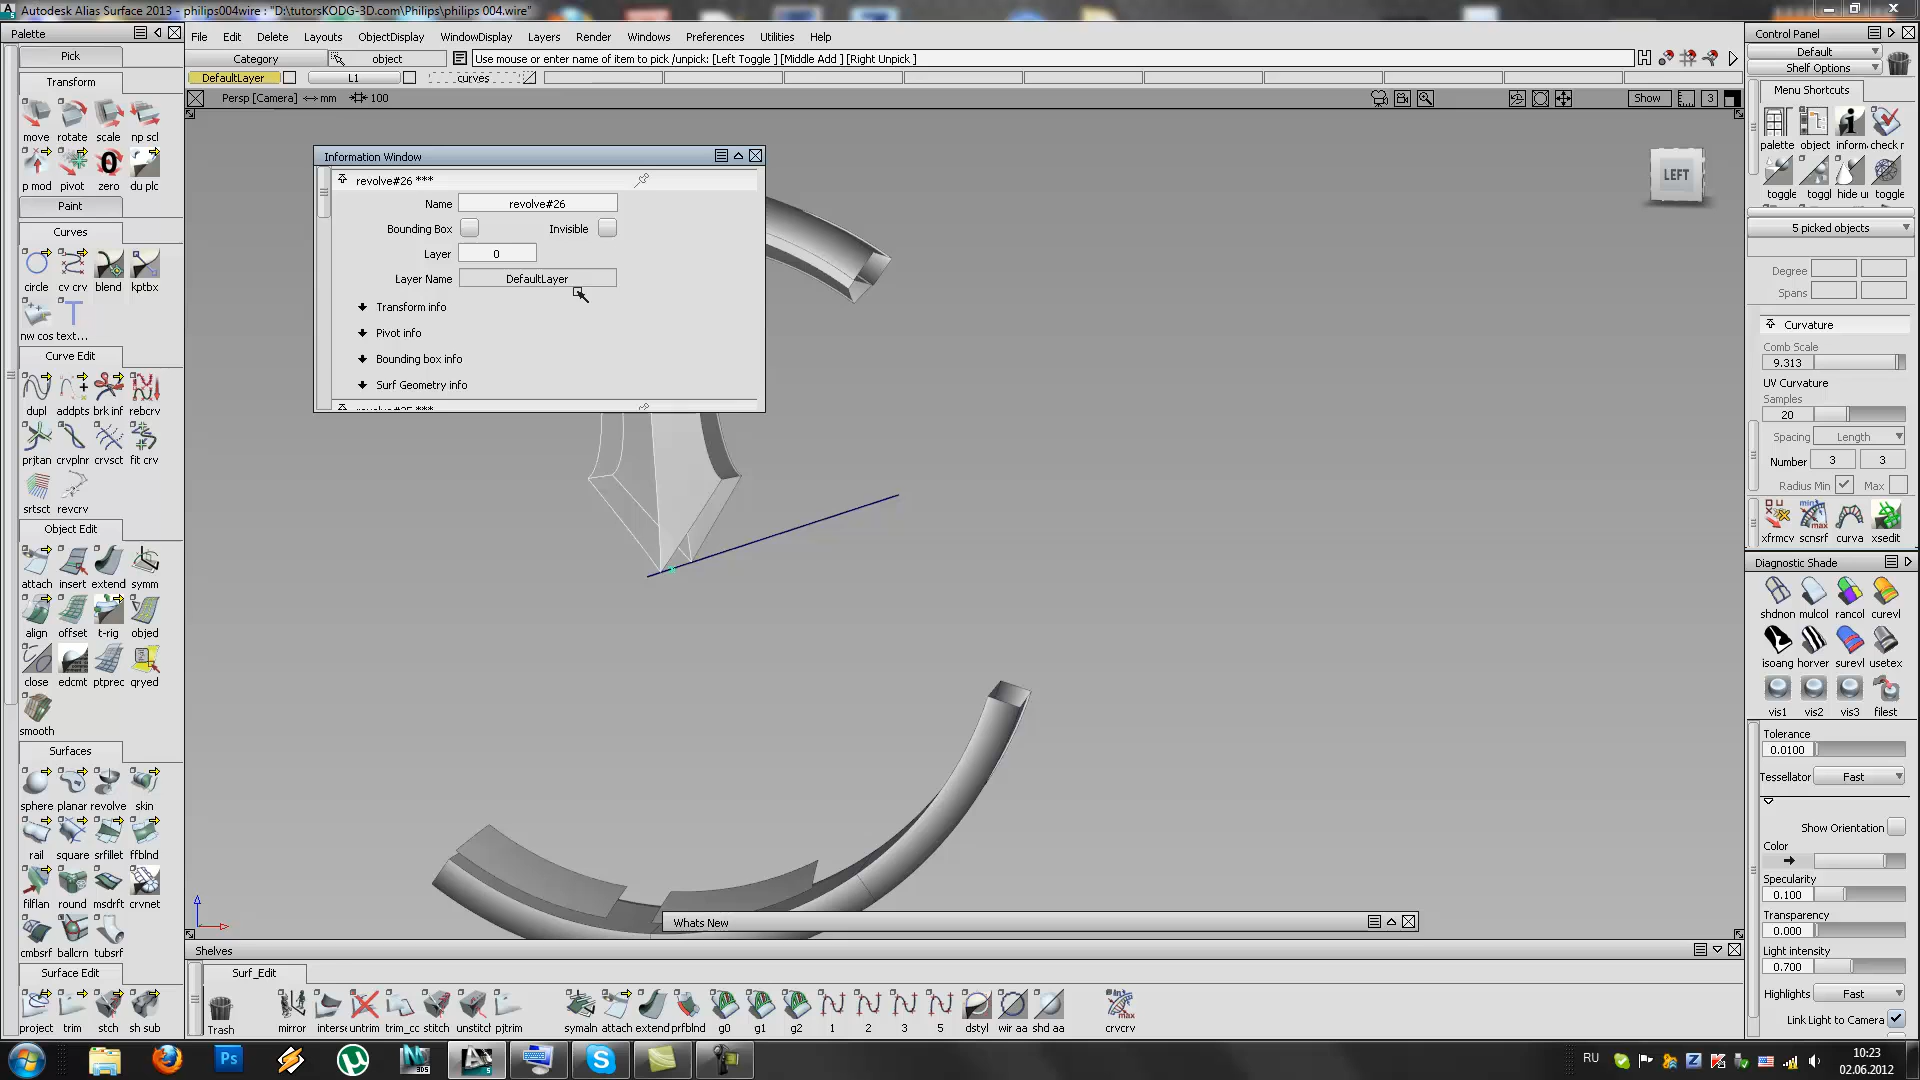 Autodesk Alias Surface 2013 - philips004wire : "D:\tutorsKODG-3D.com\Philips\philips 004.wire"
Palette
File Edit Delete Layouts ObjectDisplay WindowDisplay Layers Render Windows Preferences Utilities Help
Control Panel
Pick
Category object Use mouse or enter name of item to pick /unpick: [Left Toggle ] [Middle Add ] [Right Unpick ]
Default
Shelf Options
DefaultLayer L1 curves
Transform
Persp [Camera] mm 100 Show 3
Menu Shortcuts
move rotate scale np scl
palette object inform check r
p mod pivot zero du plc
toggle toggl hide u toggle
Information Window
revolve#26 ***
Name revolve#26
Bounding Box Invisible
Layer 0
Layer Name DefaultLayer
Transform info
Pivot info
Bounding box info
Surf Geometry info
LEFT
Paint
Curves
circle cv crv blend kptbx
nw cos text...
Curve Edit
dupl addpts brk inf rebcrv
prjtan crvplnr crvsct fit crv
srtsct revcrv
Object Edit
attach insert extend symm
align offset t-rig objed
close edcmt ptprec qryed
smooth
Surfaces
sphere planar revolve skin
rail square srfillet ffblnd
filflan round msdrft crvnet
cmbsrf ballcrn tubsrf
Surface Edit
project trim stch sh sub
5 picked objects
Degree
Spans
Curvature
Comb Scale
9.313
UV Curvature
Samples
20
Spacing Length
Number 3 3
Radius Min Max
xfrmcv scnsrf curva xsedit
Diagnostic Shade
shdnon mulcol rancol curevl
isoang horver surevl usetex
vis1 vis2 vis3 filest
Tolerance
0.0100
Tessellator Fast
Show Orientation
Color
Specularity
0.100
Transparency
0.000
Light intensity
0.700
Highlights Fast
Link Light to Camera
Whats New
Shelves
Surf_Edit
Trash mirror interse untrim trim_cc stitch unstitcl pjtrim symaln attach extend prfblnd g0 g1 g2 1 2 3 5 dstyl wir aa shd aa crvcrv
RU 10:23
02.06.2012